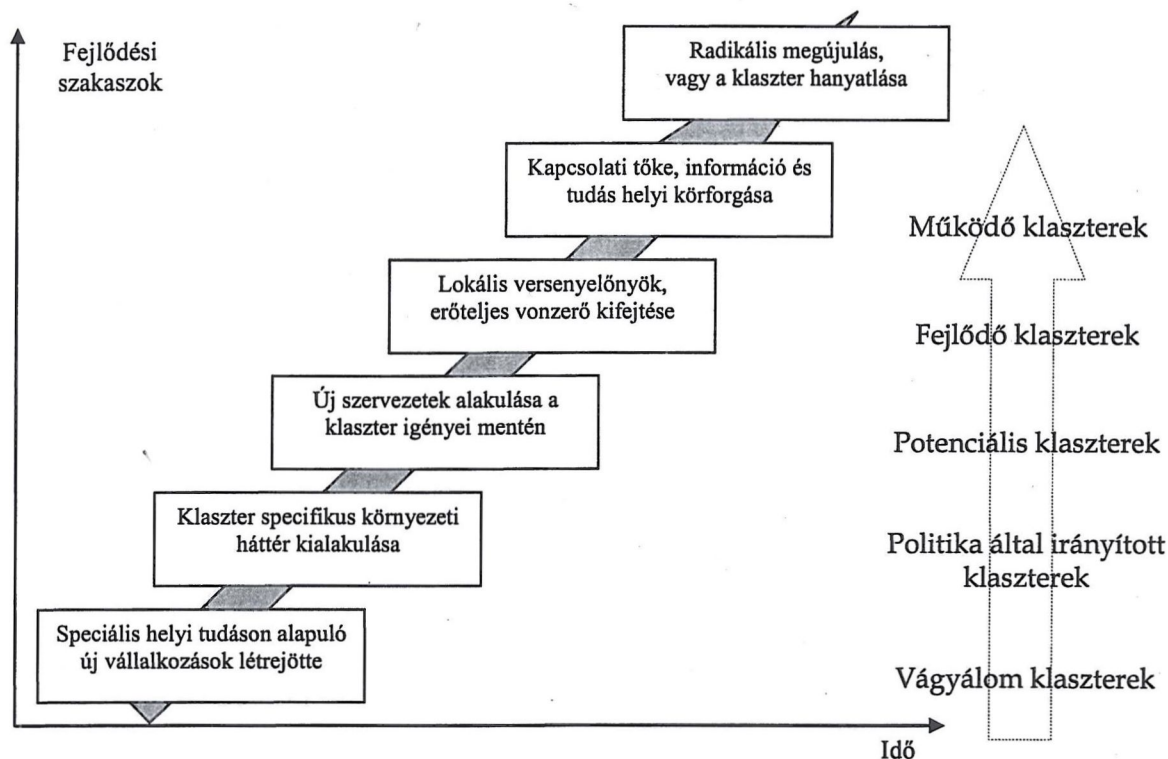 Fejlődési
szakaszok
Radikális megújulás,
vagy a klaszter hanyatlása
Kapcsolati tőke, információ és
tudás helyi körforgása
Lokális versenyelőnyök,
erőteljes vonzerő kifejtése
Új szervezetek alakulása a
klaszter igényei mentén
Klaszter specifikus környezeti
háttér kialakulása
Speciális helyi tudáson alapuló
új vállalkozások létrejötte
Idő
Működő klaszterek
Fejlődő klaszterek
Potenciális klaszterek
Politika által irányított
klaszterek
Vágyálom klaszterek